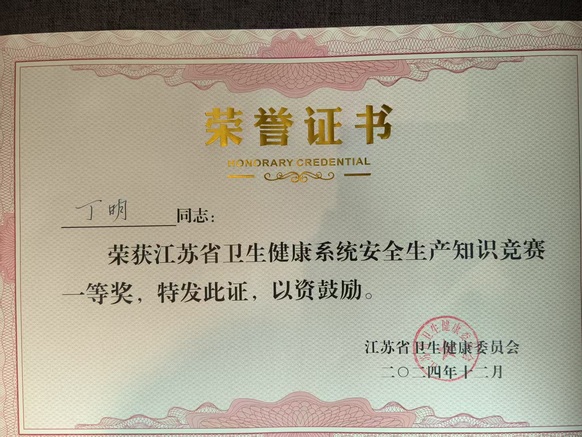 荣誉证书
HONORARY CREDENTIAL
丁明 同志：
荣获江苏省卫生健康系统安全生产知识竞赛
一等奖，特发此证，以资鼓励。
江苏省卫生健康委员会
二〇二四年十二月